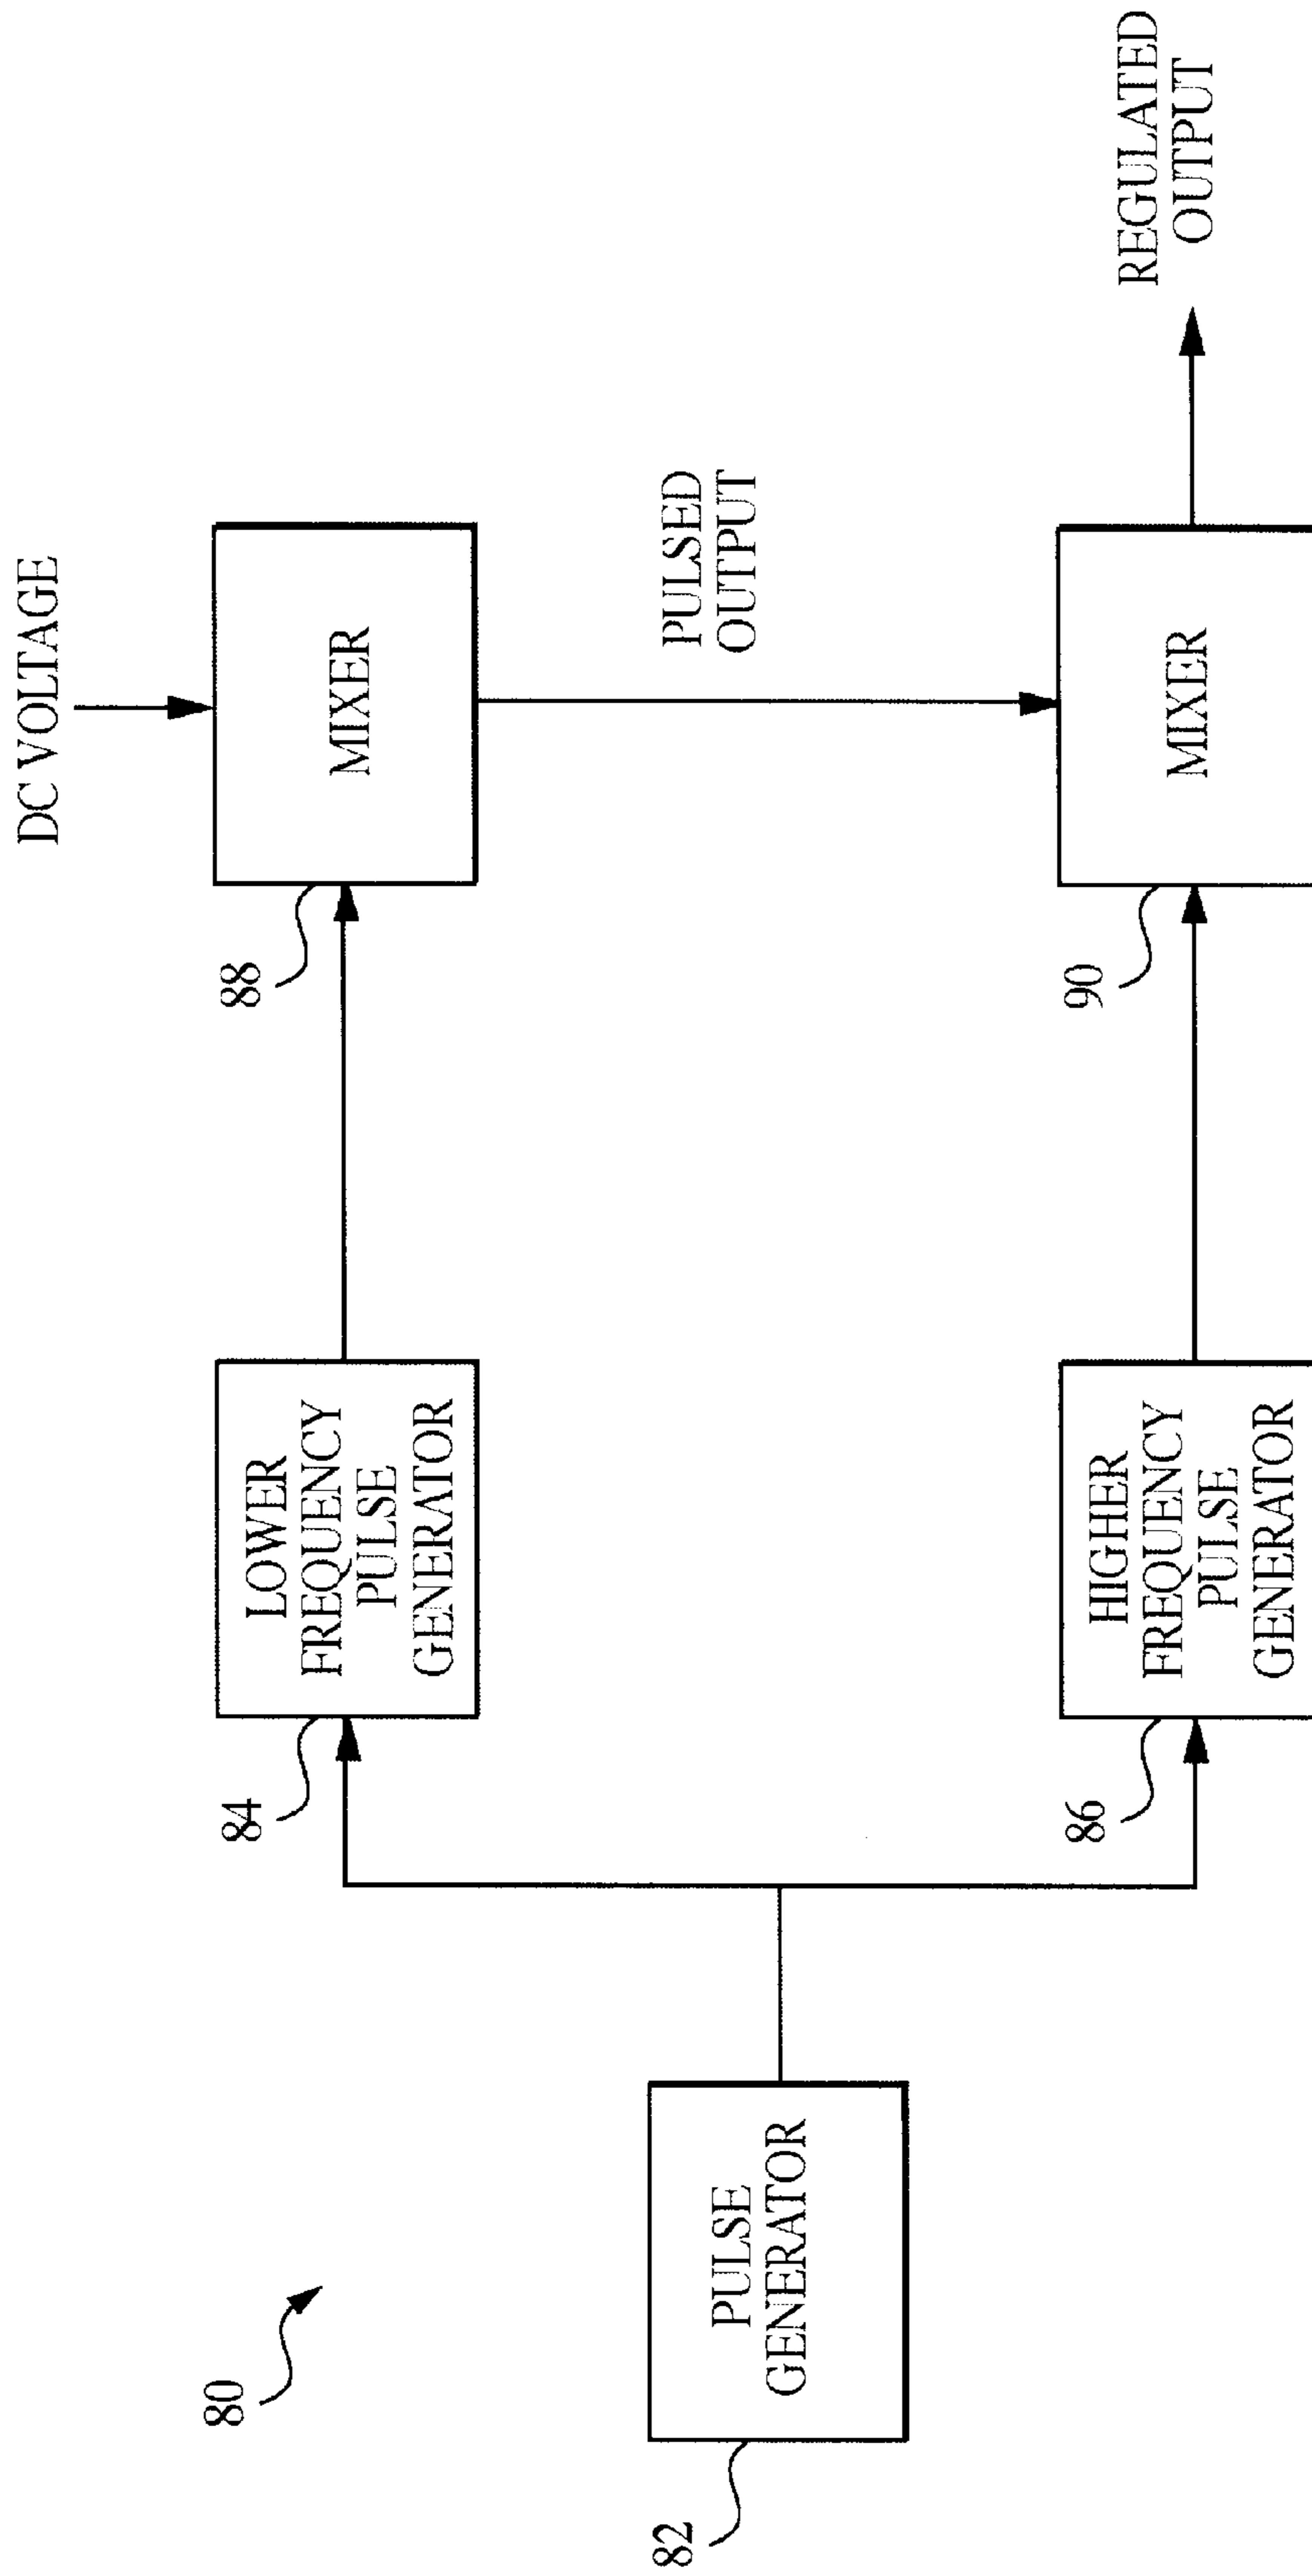 80
82
PULSE
GENERATOR
84
LOWER
FREQUENCY
PULSE
GENERATOR
86
HIGHER
FREQUENCY
PULSE
GENERATOR
88
MIXER
DC VOLTAGE
PULSED
OUTPUT
90
MIXER
REGULATED
OUTPUT